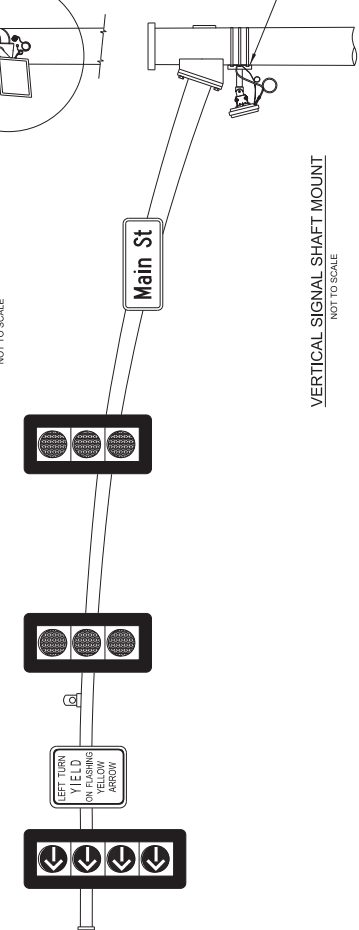 NOT TO SCALE
Main St
LEFT TURN
YIELD
ON FLASHING
YELLOW
ARROW
VERTICAL SIGNAL SHAFT MOUNT
NOT TO SCALE